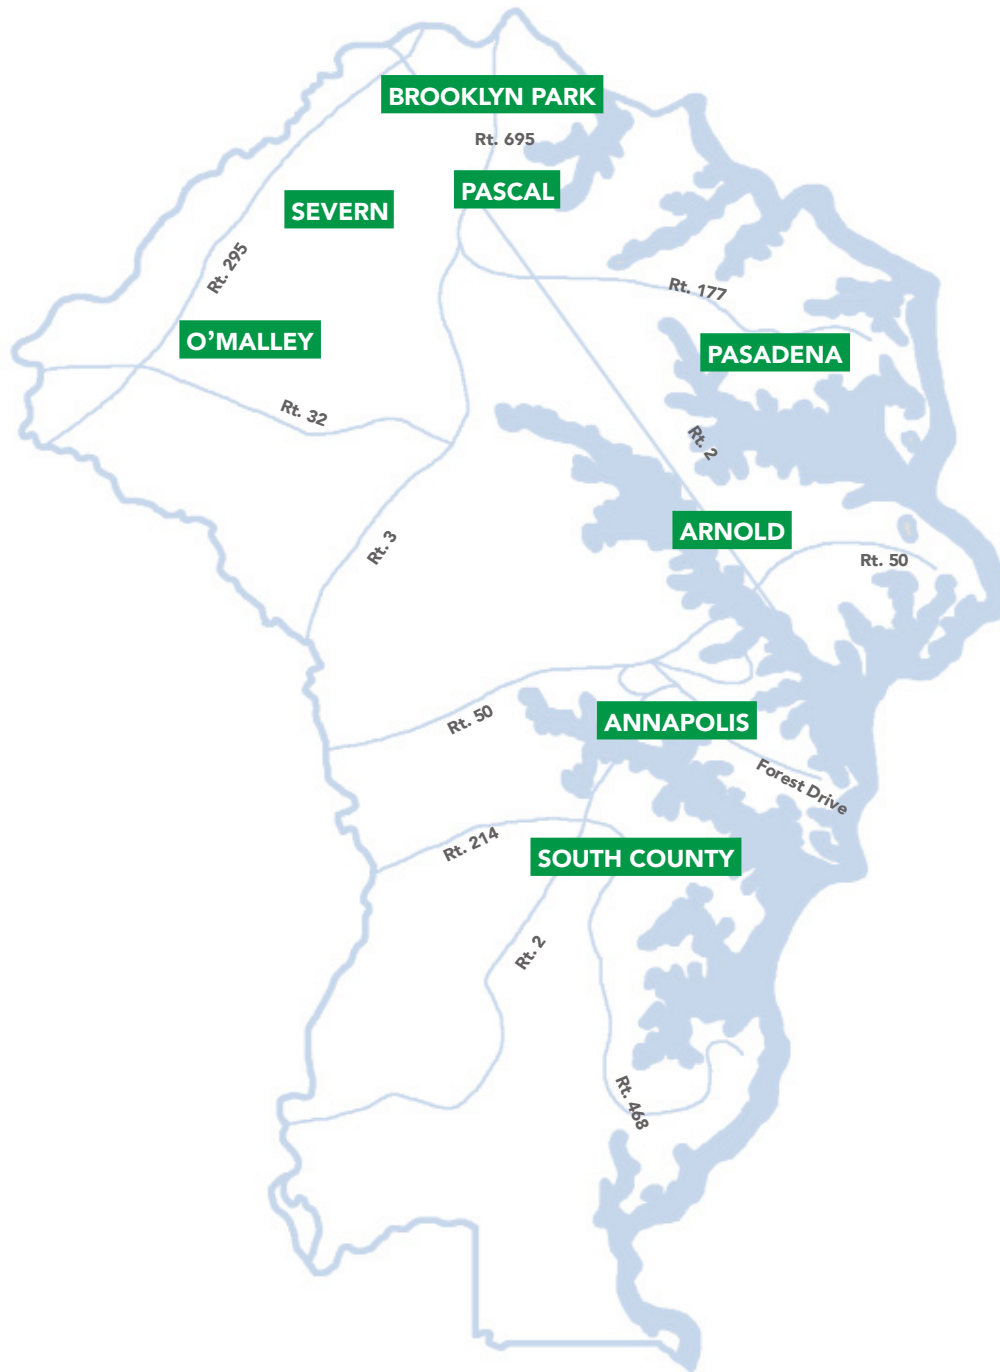 BROOKLYN PARK
Rt. 695
PASCAL
SEVERN
Rt. 295
Rt. 177
O’MALLEY
PASADENA
Rt. 32
Rt. 2
ARNOLD
Rt. 3
Rt. 50
Rt. 50
ANNAPOLIS
Forest Drive
Rt. 214
SOUTH COUNTY
Rt. 2
Rt. 468